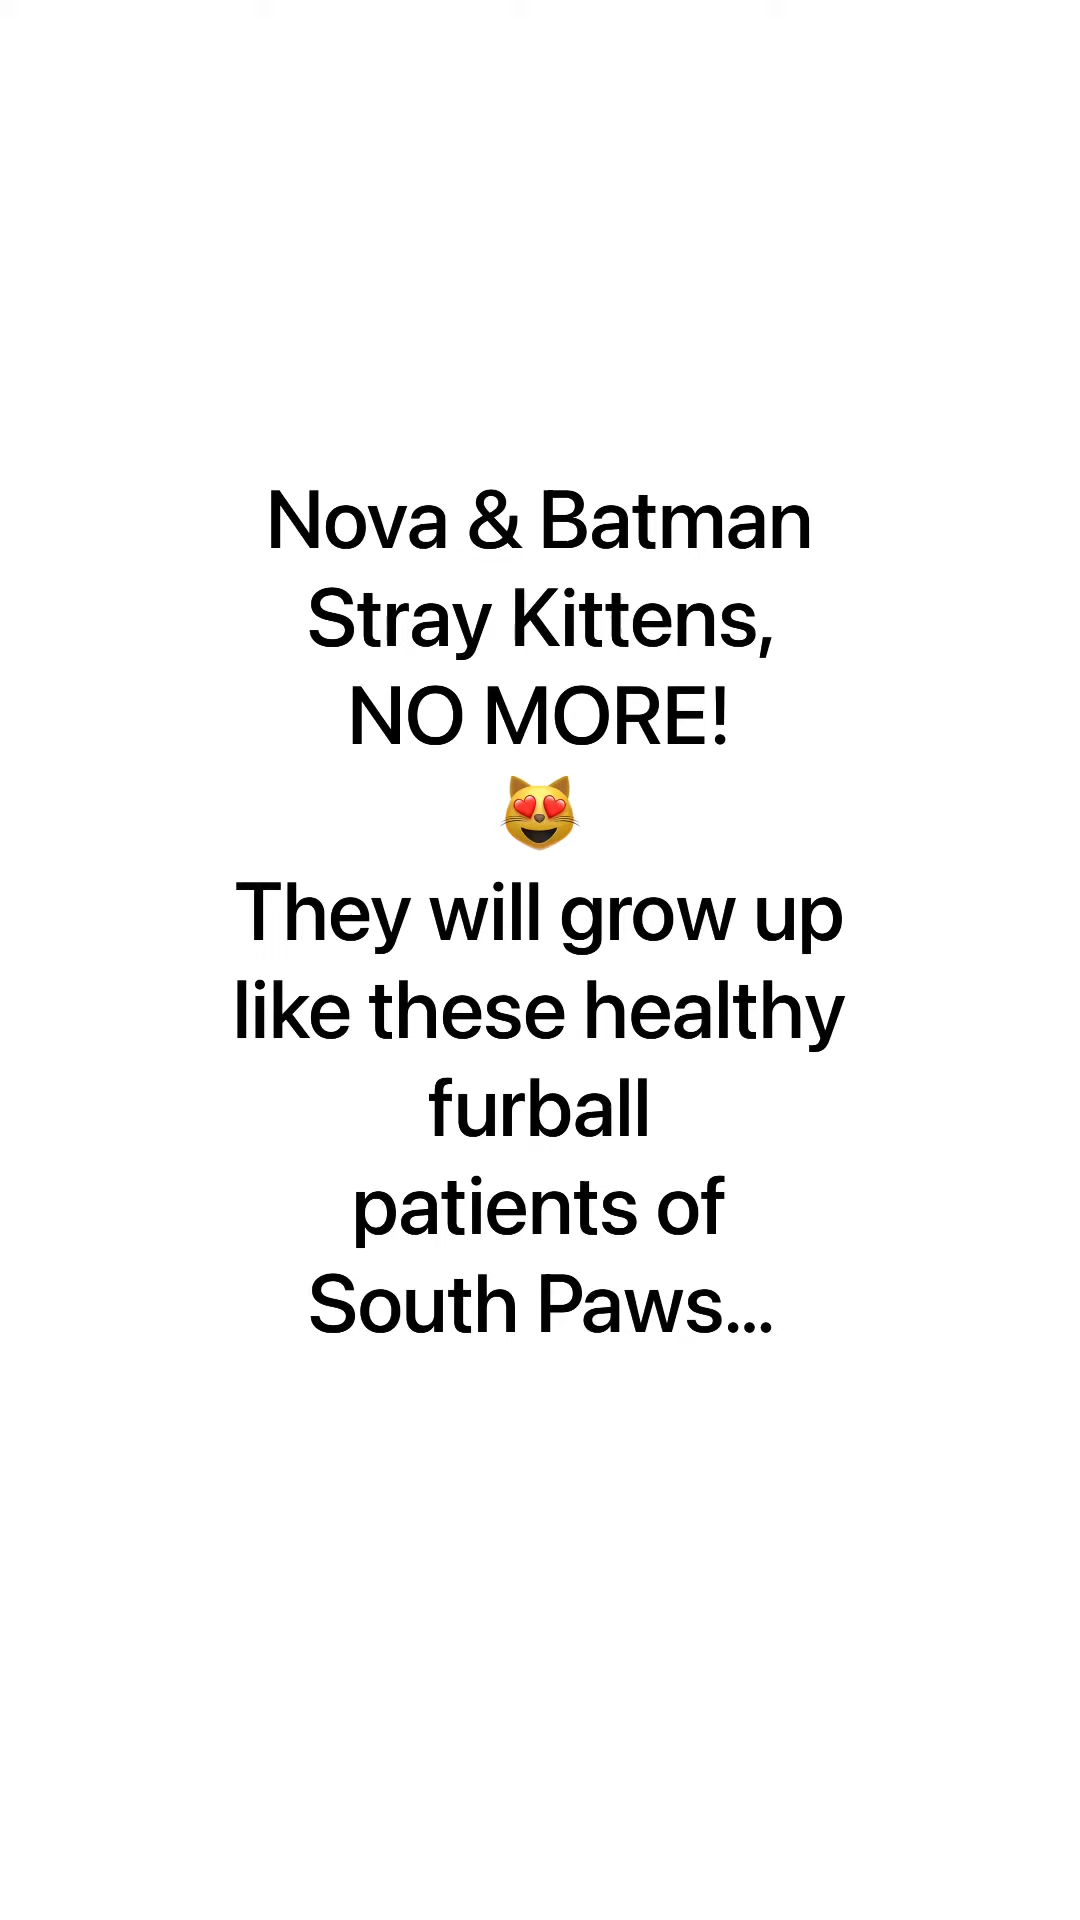 Nova & Batman
Stray Kittens,
NO MORE!
😻
They will grow up
like these healthy
furball
patients of
South Paws...